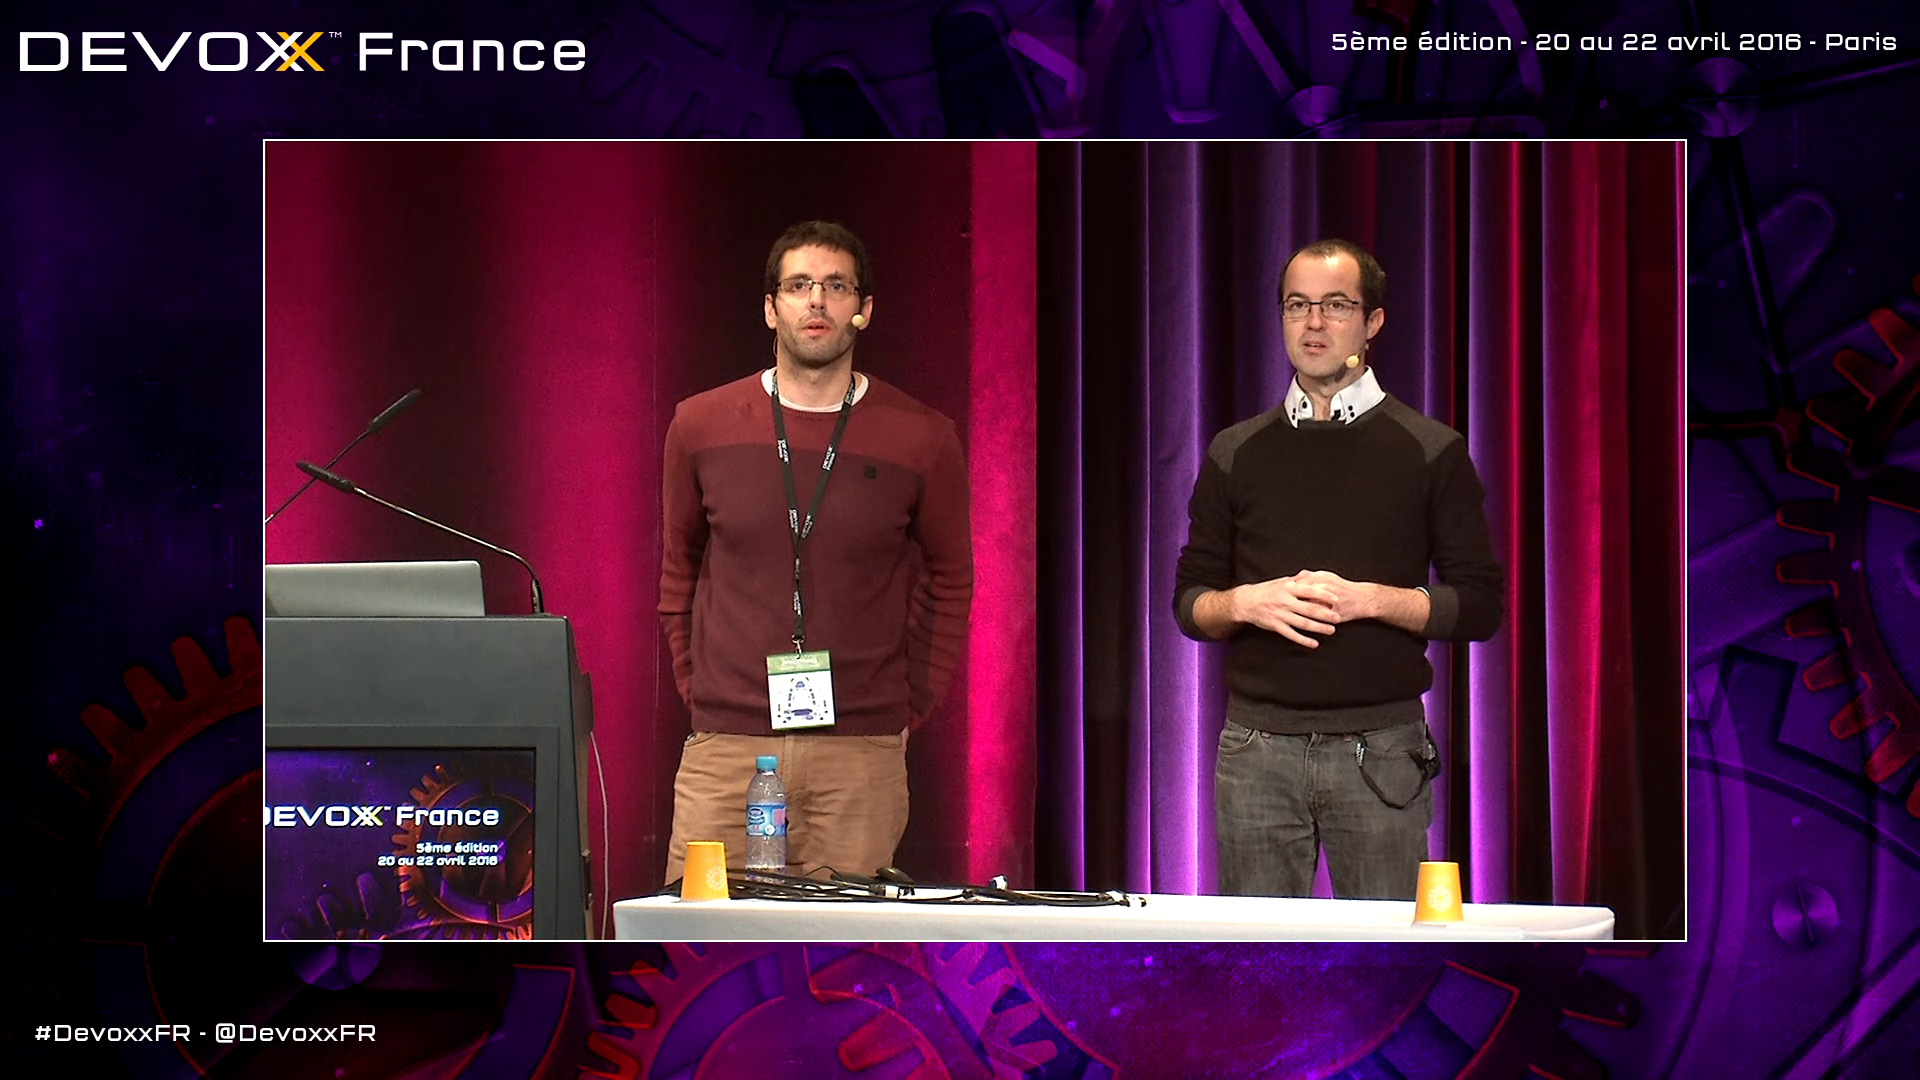 DEVOXX™ France
5ème édition - 20 au 22 avril 2016 - Paris
DEVOXX™ France
5ème édition
20 au 22 avril 2016
#DevoxxFR - @DevoxxFR